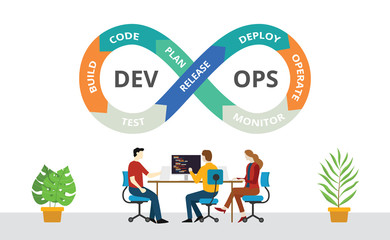 CODE
PLAN
BUILD
DEV
TEST
RELEASE
DEPLOY
OPERATE
OPS
MONITOR